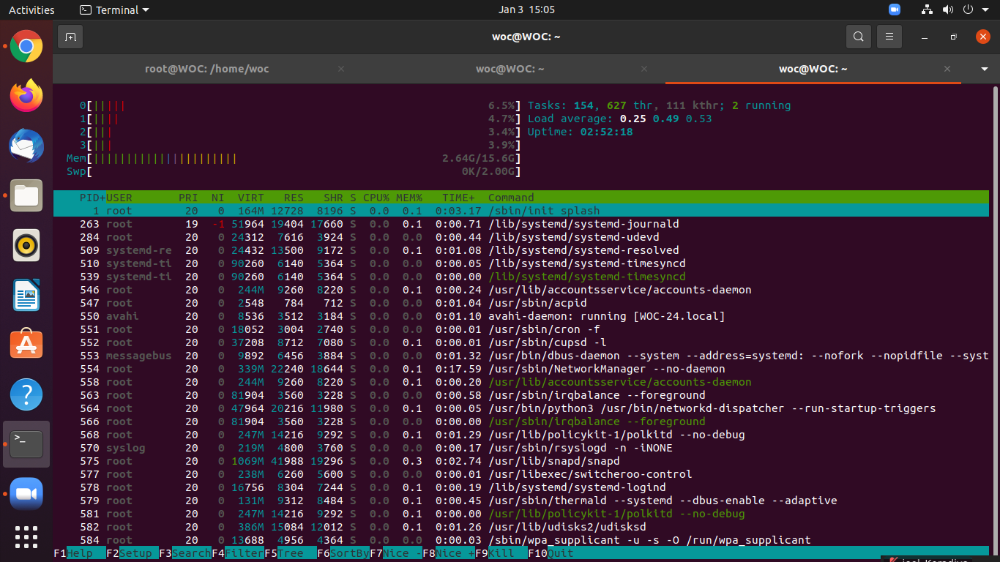 Activities Terminal Jan 3 15:05
woc@WOC: ~
root@WOC: /home/woc woc@WOC: ~ woc@WOC: ~
0[||||| 6.5%] Tasks: 154, 627 thr, 111 kthr; 2 running
1[|||| 4.7%] Load average: 0.25 0.49 0.53
2[||| 3.4%] Uptime: 02:52:18
3[||| 3.9%]
Mem[|||||||||||||||||||||| 2.64G/15.6G]
Swp[ 0K/2.00G]
PID+USER PRI NI VIRT RES SHR S CPU% MEM% TIME+ Command
1 root 20 0 164M 12728 8196 S 0.0 0.1 0:03.17 /sbin/init splash
263 root 19 -1 51964 19404 17660 S 0.0 0.1 0:00.71 /lib/systemd/systemd-journald
284 root 20 0 24312 7616 3924 S 0.0 0.0 0:00.44 /lib/systemd/systemd-udevd
509 systemd-re 20 0 24432 13500 9172 S 0.0 0.1 0:01.08 /lib/systemd/systemd-resolved
510 systemd-ti 20 0 90260 6140 5364 S 0.0 0.0 0:00.05 /lib/systemd/systemd-timesyncd
539 systemd-ti 20 0 90260 6140 5364 S 0.0 0.0 0:00.00 /lib/systemd/systemd-timesyncd
546 root 20 0 244M 9260 8220 S 0.0 0.1 0:00.24 /usr/lib/accountsservice/accounts-daemon
547 root 20 0 2548 784 712 S 0.0 0.0 0:01.04 /usr/sbin/acpid
550 avahi 20 0 8536 3512 3184 S 0.0 0.0 0:01.10 avahi-daemon: running [WOC-24.local]
551 root 20 0 18052 3004 2740 S 0.0 0.0 0:00.01 /usr/sbin/cron -f
552 root 20 0 37208 8712 7080 S 0.0 0.1 0:00.01 /usr/sbin/cupsd -l
553 messagebus 20 0 9892 6456 3884 S 0.0 0.0 0:01.32 /usr/bin/dbus-daemon --system --address=systemd: --nofork --nopidfile --syst
554 root 20 0 339M 22240 18644 S 0.0 0.1 0:17.59 /usr/sbin/NetworkManager --no-daemon
558 root 20 0 244M 9260 8220 S 0.0 0.1 0:00.20 /usr/lib/accountsservice/accounts-daemon
563 root 20 0 81904 3560 3228 S 0.0 0.0 0:00.58 /usr/sbin/irqbalance --foreground
564 root 20 0 47964 20216 11980 S 0.0 0.1 0:00.05 /usr/bin/python3 /usr/bin/networkd-dispatcher --run-startup-triggers
566 root 20 0 81904 3560 3228 S 0.0 0.0 0:00.00 /usr/sbin/irqbalance --foreground
568 root 20 0 247M 14216 9292 S 0.0 0.1 0:01.29 /usr/lib/policykit-1/polkitd --no-debug
570 syslog 20 0 219M 4800 3760 S 0.0 0.0 0:00.17 /usr/sbin/rsyslogd -n -iNONE
575 root 20 0 1069M 41988 19296 S 0.0 0.3 0:02.74 /usr/lib/snapd/snapd
577 root 20 0 238M 6260 5600 S 0.0 0.0 0:00.01 /usr/libexec/switcheroo-control
578 root 20 0 16756 8304 7244 S 0.0 0.1 0:00.19 /lib/systemd/systemd-logind
579 root 20 0 131M 9312 8484 S 0.0 0.1 0:00.45 /usr/sbin/thermald --systemd --dbus-enable --adaptive
581 root 20 0 247M 14216 9292 S 0.0 0.1 0:00.00 /usr/lib/policykit-1/polkitd --no-debug
582 root 20 0 386M 15084 12012 S 0.0 0.1 0:01.26 /usr/lib/udisks2/udisksd
584 root 20 0 13688 4956 4364 S 0.0 0.0 0:00.03 /sbin/wpa_supplicant -u -s -O /run/wpa_supplicant
F1Help F2Setup F3SearchF4FilterF5Tree F6SortByF7Nice -F8Nice +F9Kill F10Quit